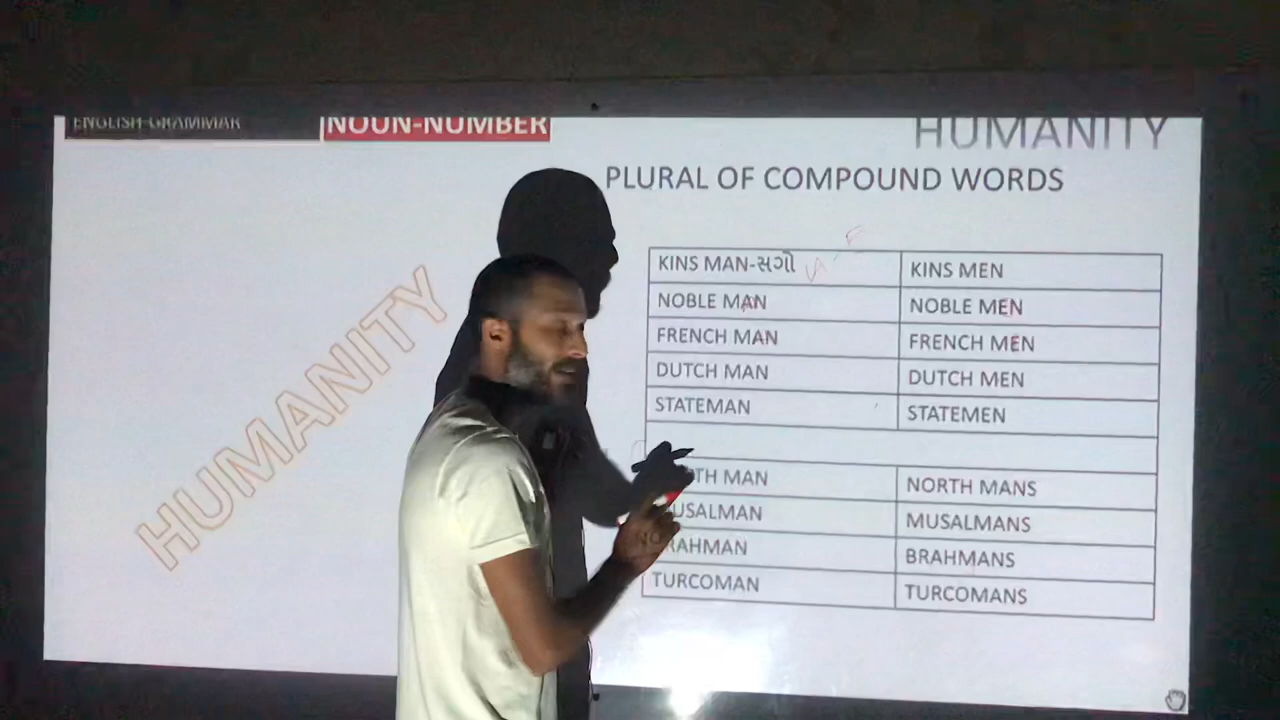 ENGLISH-GRAMMAR NOUN-NUMBER HUMANITY
PLURAL OF COMPOUND WORDS
KINS MAN-સગો KINS MEN
NOBLE MAN NOBLE MEN
FRENCH MAN FRENCH MEN
DUTCH MAN DUTCH MEN
STATEMAN STATEMEN
MAN NORTH MANS
MUSALMANS
BRAHMANS
TURCOMAN TURCOMANS
HUMANITY